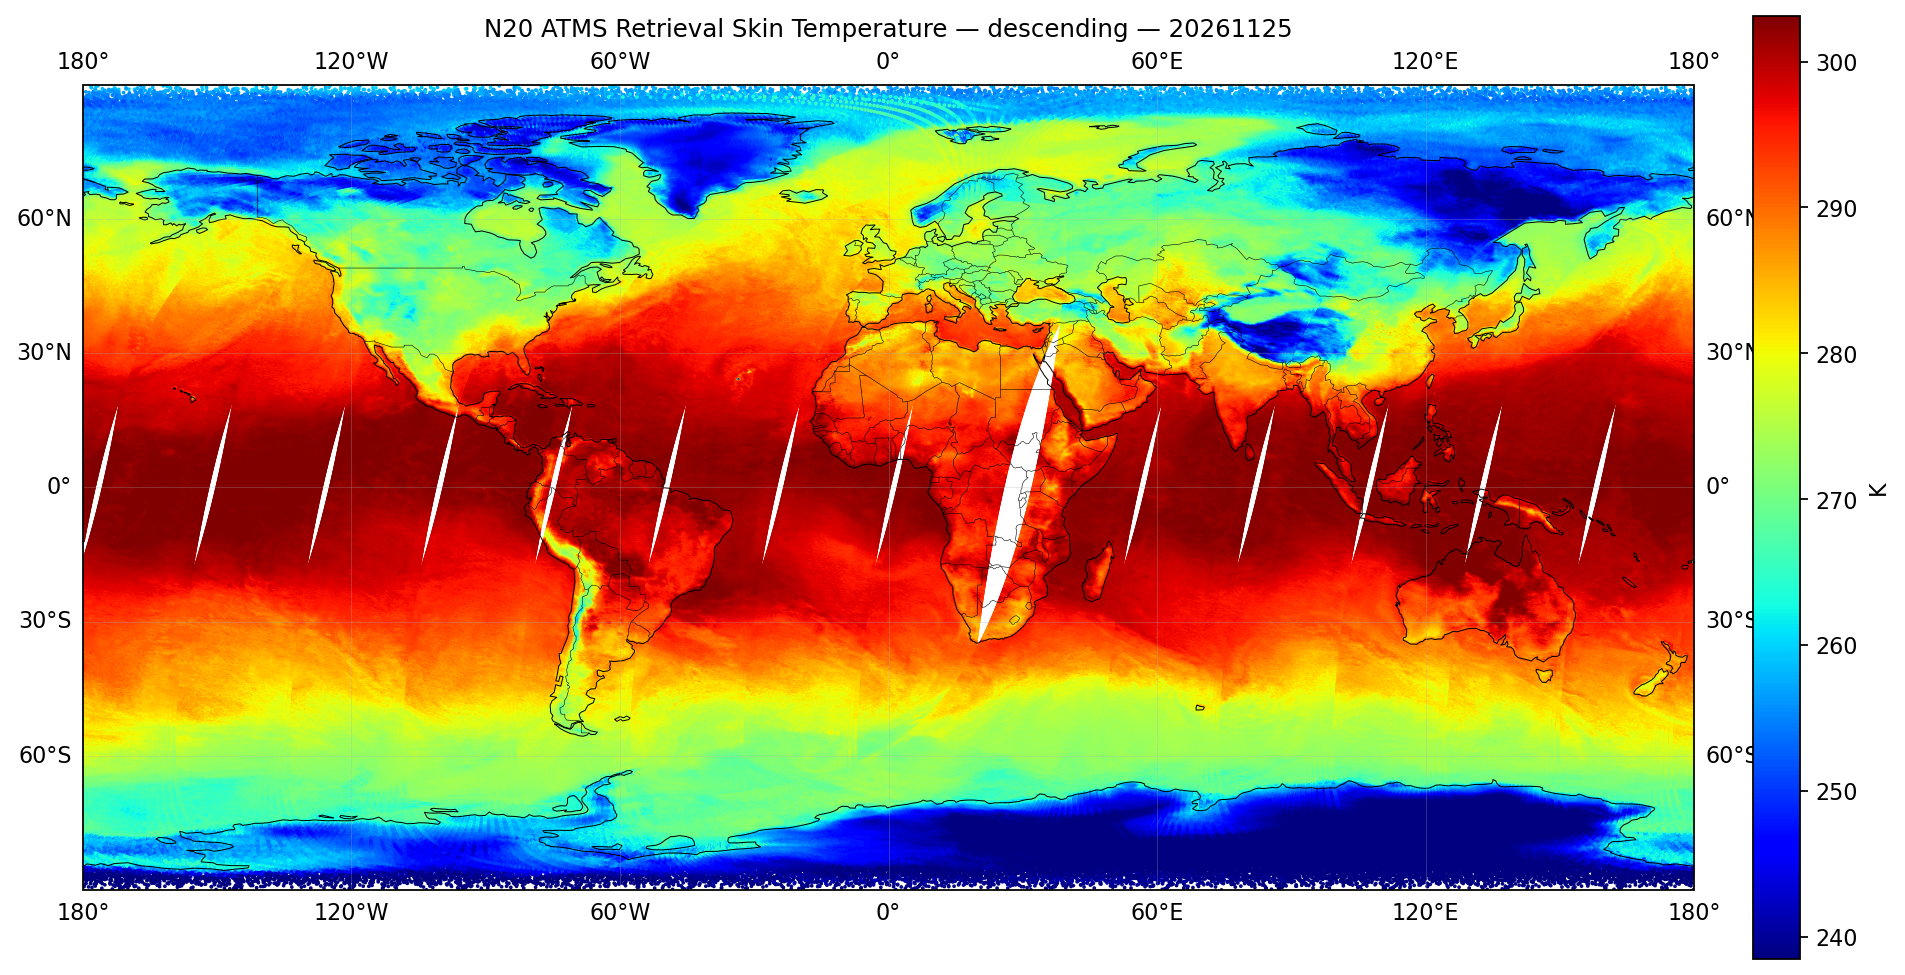 N20 ATMS Retrieval Skin Temperature — descending — 20261125
180° 120°W 60°W 0° 60°E 120°E 180°
300
60°N 60°N 290
30°N 30°N 280
0° 0° 270 K
30°S 30°S 260
60°S 60°S 250
180° 120°W 60°W 0° 60°E 120°E 180°
240